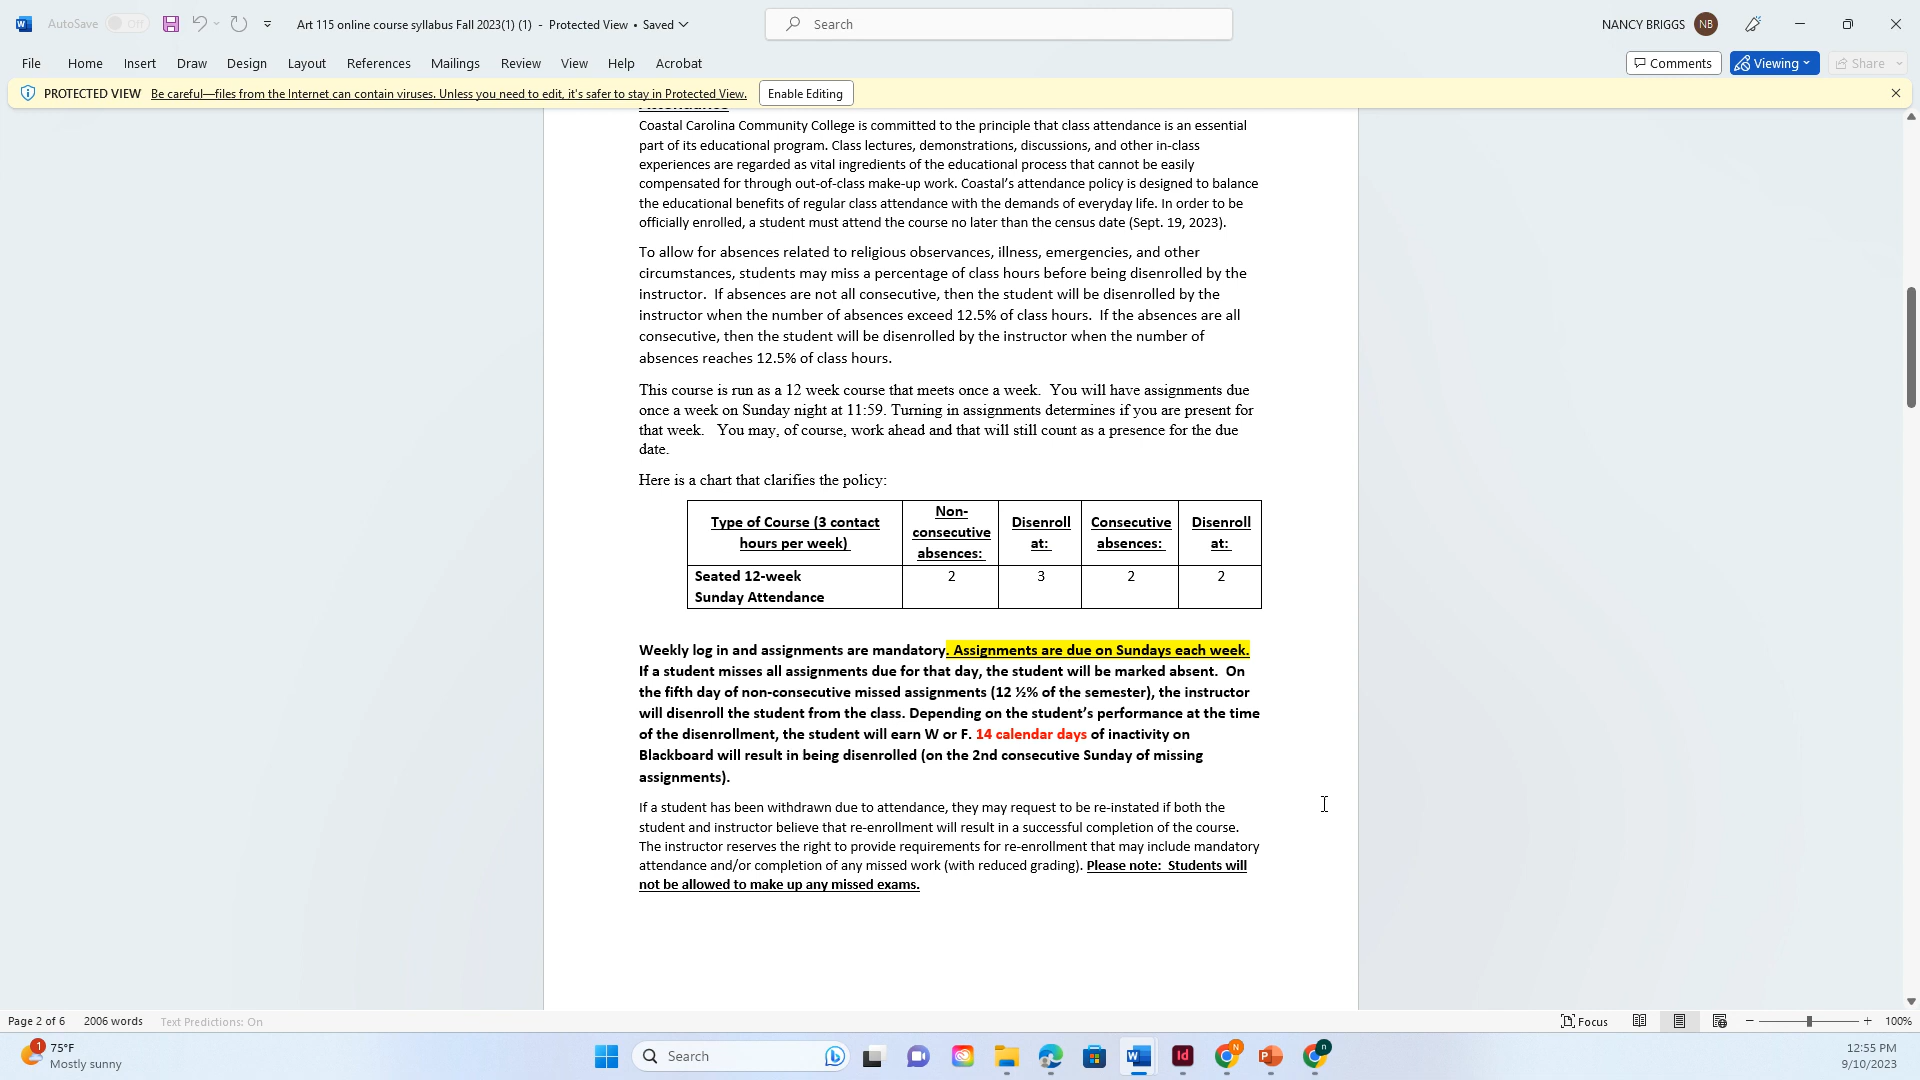 AutoSave Off
Art 115 online course syllabus Fall 2023(1) (1) - Protected View • Saved
Search
NANCY BRIGGS NB
File Home Insert Draw Design Layout References Mailings Review View Help Acrobat
Comments Viewing Share
PROTECTED VIEW Be careful—files from the Internet can contain viruses. Unless you need to edit, it's safer to stay in Protected View. Enable Editing
Attendance
Coastal Carolina Community College is committed to the principle that class attendance is an essential
part of its educational program. Class lectures, demonstrations, discussions, and other in-class
experiences are regarded as vital ingredients of the educational process that cannot be easily
compensated for through out-of-class make-up work. Coastal's attendance policy is designed to balance
the educational benefits of regular class attendance with the demands of everyday life. In order to be
officially enrolled, a student must attend the course no later than the census date (Sept. 19, 2023).
To allow for absences related to religious observances, illness, emergencies, and other
circumstances, students may miss a percentage of class hours before being disenrolled by the
instructor. If absences are not all consecutive, then the student will be disenrolled by the
instructor when the number of absences exceed 12.5% of class hours. If the absences are all
consecutive, then the student will be disenrolled by the instructor when the number of
absences reaches 12.5% of class hours.
This course is run as a 12 week course that meets once a week. You will have assignments due
once a week on Sunday night at 11:59. Turning in assignments determines if you are present for
that week. You may, of course, work ahead and that will still count as a presence for the due
date.
Here is a chart that clarifies the policy:
Type of Course (3 contact
hours per week)
Non-
consecutive
absences:
Disenroll
at:
Consecutive
absences:
Disenroll
at:
Seated 12-week
Sunday Attendance
2
3
2
2
Weekly log in and assignments are mandatory. Assignments are due on Sundays each week.
If a student misses all assignments due for that day, the student will be marked absent. On
the fifth day of non-consecutive missed assignments (12 ½% of the semester), the instructor
will disenroll the student from the class. Depending on the student's performance at the time
of the disenrollment, the student will earn W or F. 14 calendar days of inactivity on
Blackboard will result in being disenrolled (on the 2nd consecutive Sunday of missing
assignments).
If a student has been withdrawn due to attendance, they may request to be re-instated if both the
student and instructor believe that re-enrollment will result in a successful completion of the course.
The instructor reserves the right to provide requirements for re-enrollment that may include mandatory
attendance and/or completion of any missed work (with reduced grading). Please note: Students will
not be allowed to make up any missed exams.
Page 2 of 6 2006 words Text Predictions: On
Focus
100%
1
75°F
Mostly sunny
Search
12:55 PM
9/10/2023